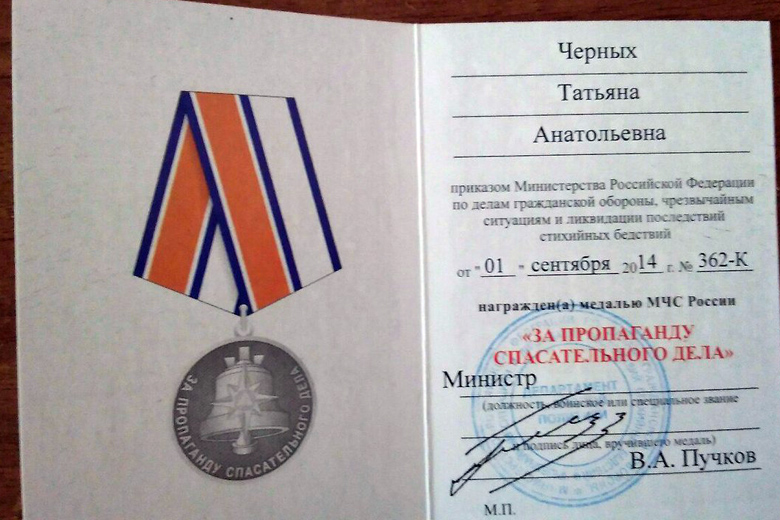 ЗА ПРОПАГАНДУ СПАСАТЕЛЬНОГО ДЕЛА
Черных
Татьяна
Анатольевна
приказом Министерства Российской Федерации
по делам гражданской обороны, чрезвычайным
ситуациям и ликвидации последствий
стихийных бедствий
от "01 " сентября 2014 г. № 362-К
награжден(а) медалью МЧС России
«ЗА ПРОПАГАНДУ
СПАСАТЕЛЬНОГО ДЕЛА»
Министр
(должность, воинское или специальное звание
ДЕПАРТАМЕНТ
и подпись лица, вручившего медаль)
В.А. Пучков
М.П.